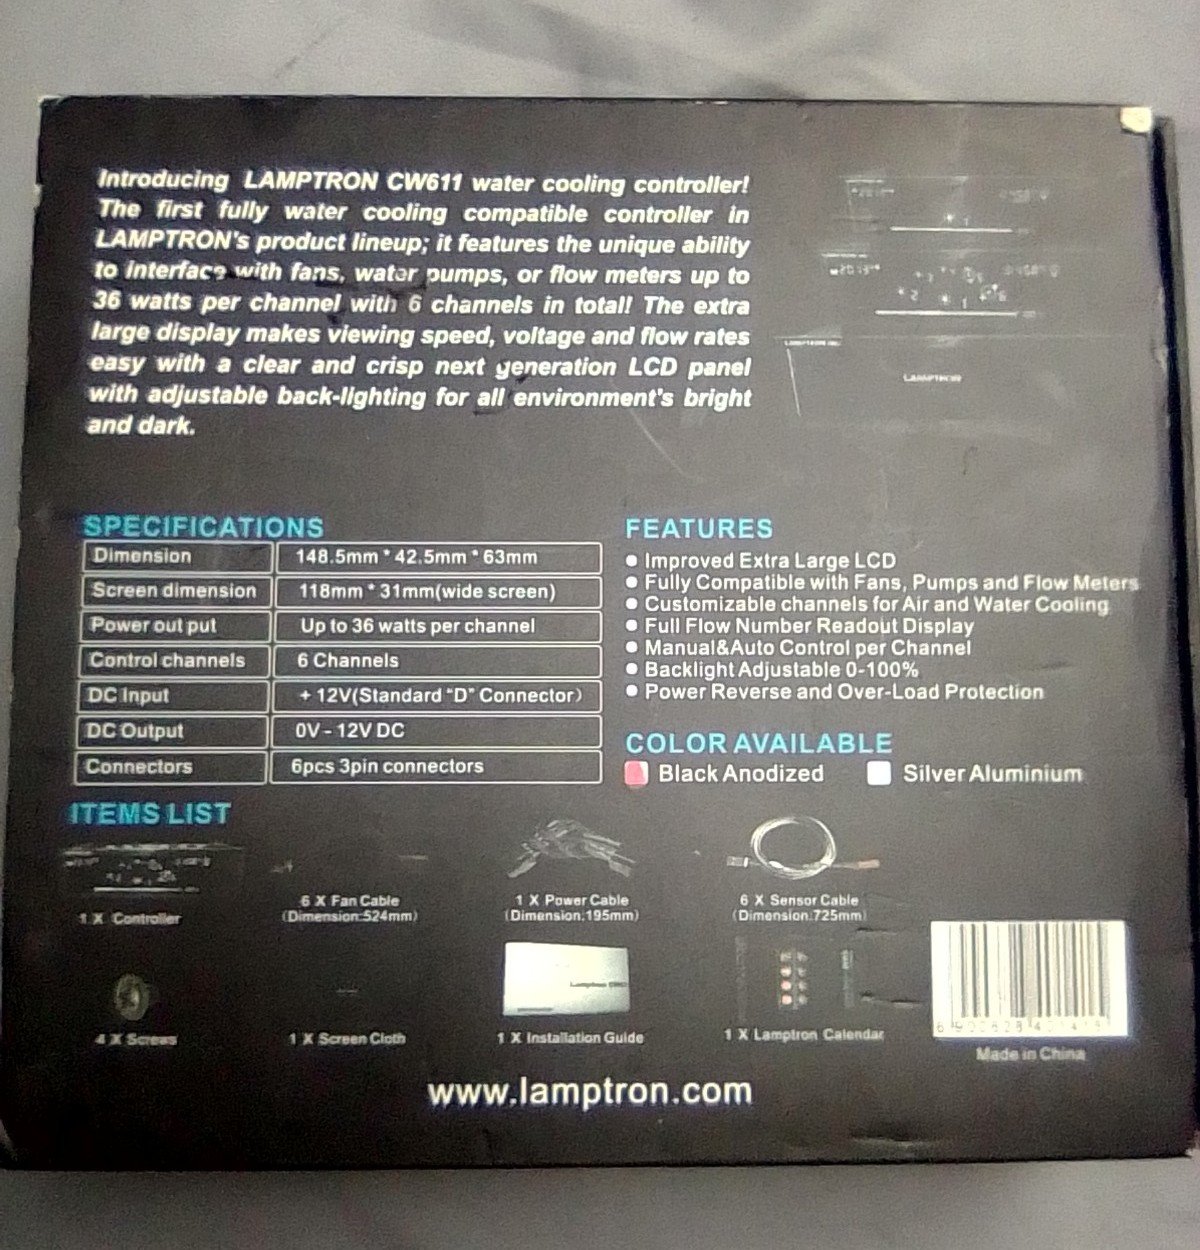 Introducing LAMPTRON CW611 water cooling controller!
The first fully water cooling compatible controller in
LAMPTRON's product lineup; it features the unique ability
to interface with fans, water pumps, or flow meters up to
36 watts per channel with 6 channels in total! The extra
large display makes viewing speed, voltage and flow rates
easy with a clear and crisp next generation LCD panel
with adjustable back-lighting for all environment's bright
and dark.
LAMPTRON
SPECIFICATIONS
Dimension 148.5mm * 42.5mm * 63mm
Screen dimension 118mm * 31mm(wide screen)
Power out put Up to 36 watts per channel
Control channels 6 Channels
DC Input + 12V(Standard "D" Connector)
DC Output 0V - 12V DC
Connectors 6pcs 3pin connectors
FEATURES
Improved Extra Large LCD
Fully Compatible with Fans, Pumps and Flow Meters
Customizable channels for Air and Water Cooling
Full Flow Number Readout Display
Manual&Auto Control per Channel
Backlight Adjustable 0-100%
Power Reverse and Over-Load Protection
COLOR AVAILABLE
Black Anodized Silver Aluminium
ITEMS LIST
1 X Controller
6 X Fan Cable
(Dimension:524mm)
1 X Power Cable
(Dimension:195mm)
6 X Sensor Cable
(Dimension:725mm)
4 X Screws
1 X Screen Cloth
1 X Installation Guide
1 X Lamptron Calendar
Made in China
www.lamptron.com